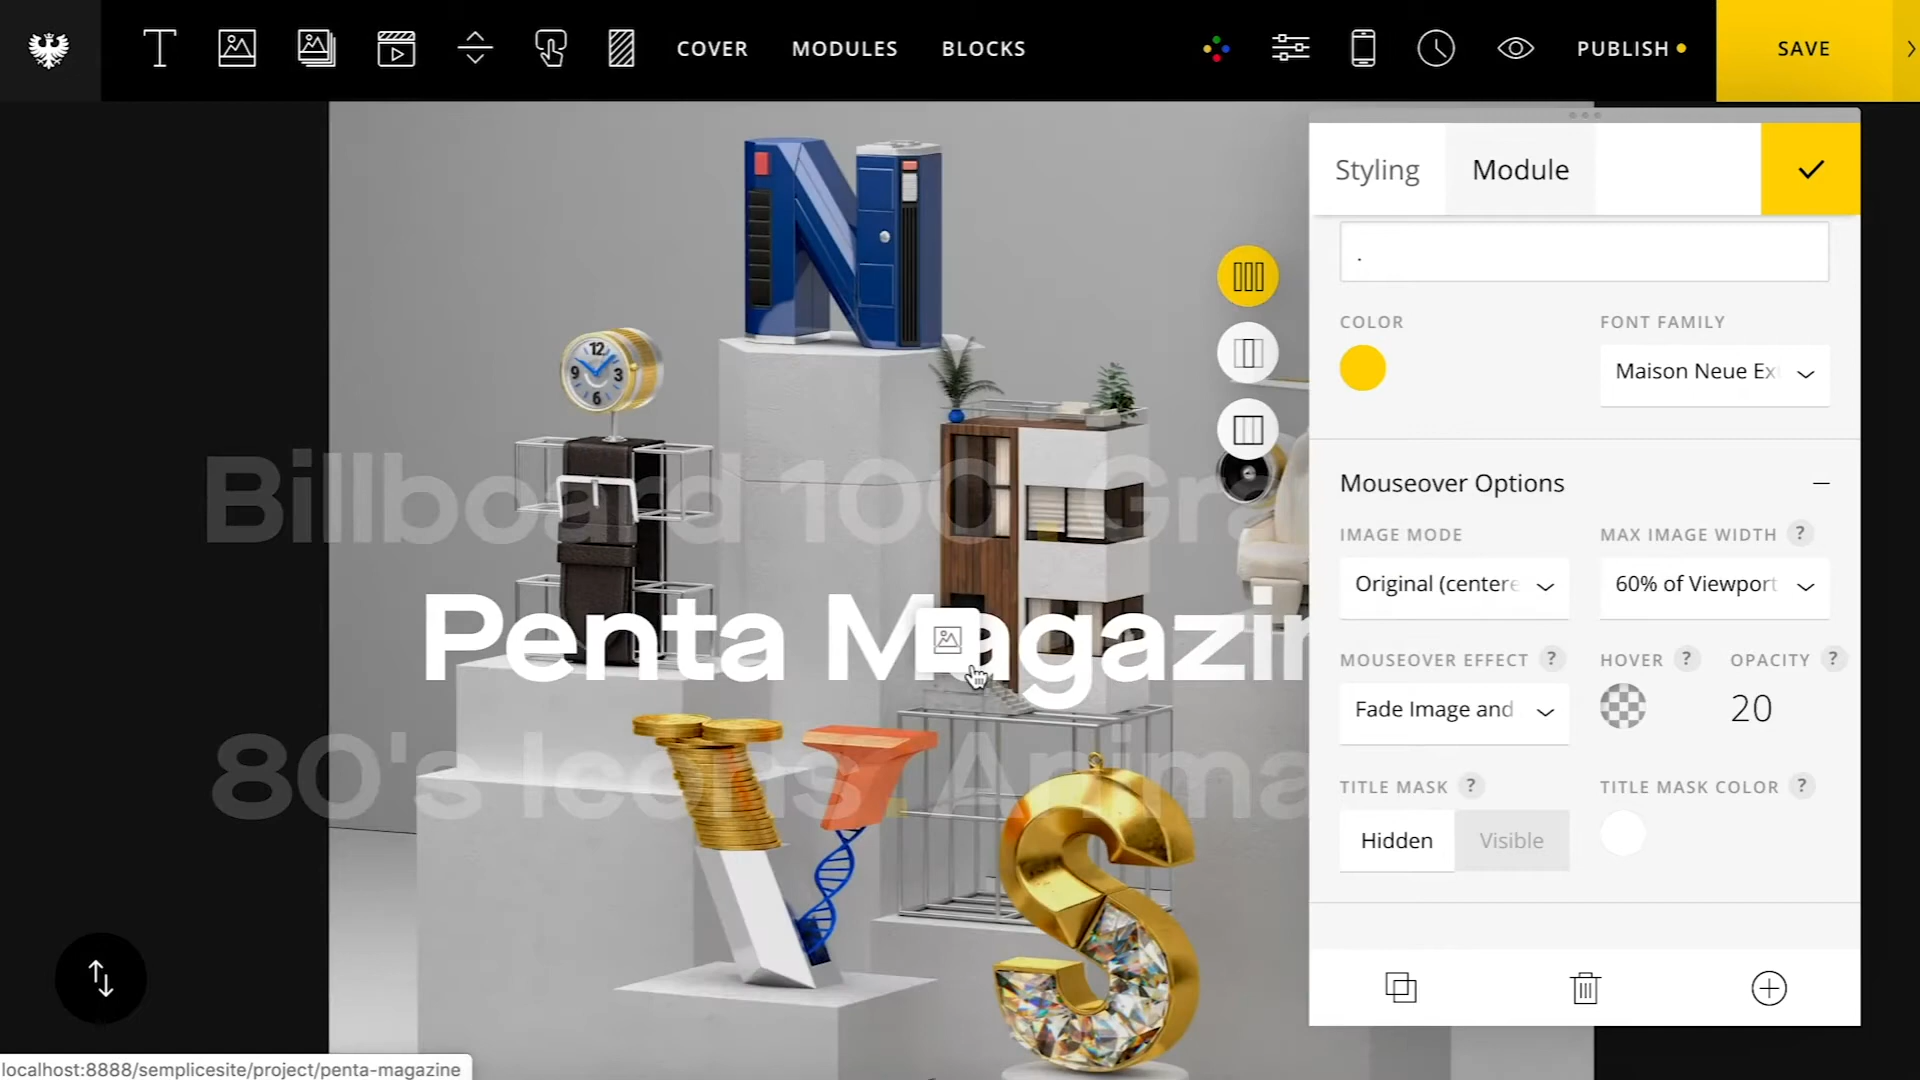 COVER MODULES BLOCKS PUBLISH SAVE
Styling Module
.
COLOR FONT FAMILY
Maison Neue Ex
Mouseover Options
IMAGE MODE MAX IMAGE WIDTH ?
Original (centere 60% of Viewport
MOUSEOVER EFFECT ? HOVER ? OPACITY ?
Fade Image and 20
TITLE MASK ? TITLE MASK COLOR ?
Hidden Visible
12
9 3
6
Billboard 100. Gra
Penta Magazin
80's Icons. Anima
localhost:8888/semplicesite/project/penta-magazine